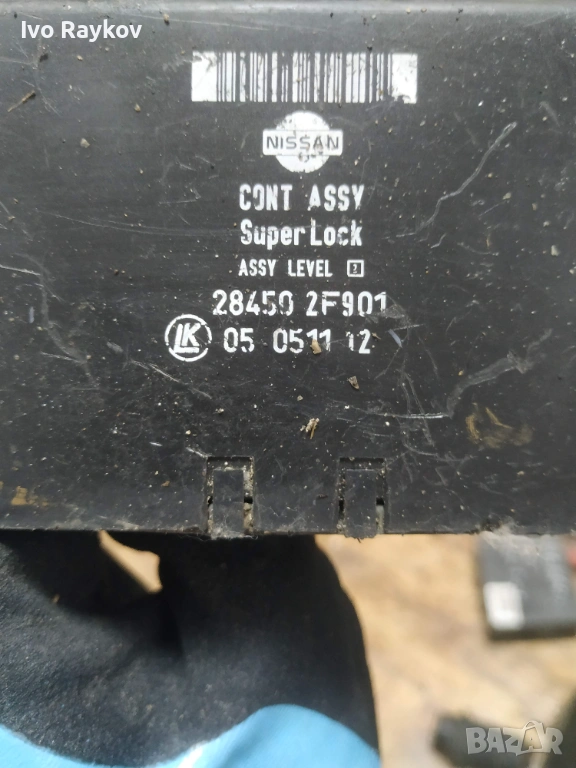 Ivo Raykov
NISSAN
CONT ASSY
Super Lock
ASSY LEVEL 2
28450 2F901
LK 05 0511 12
BAZAR